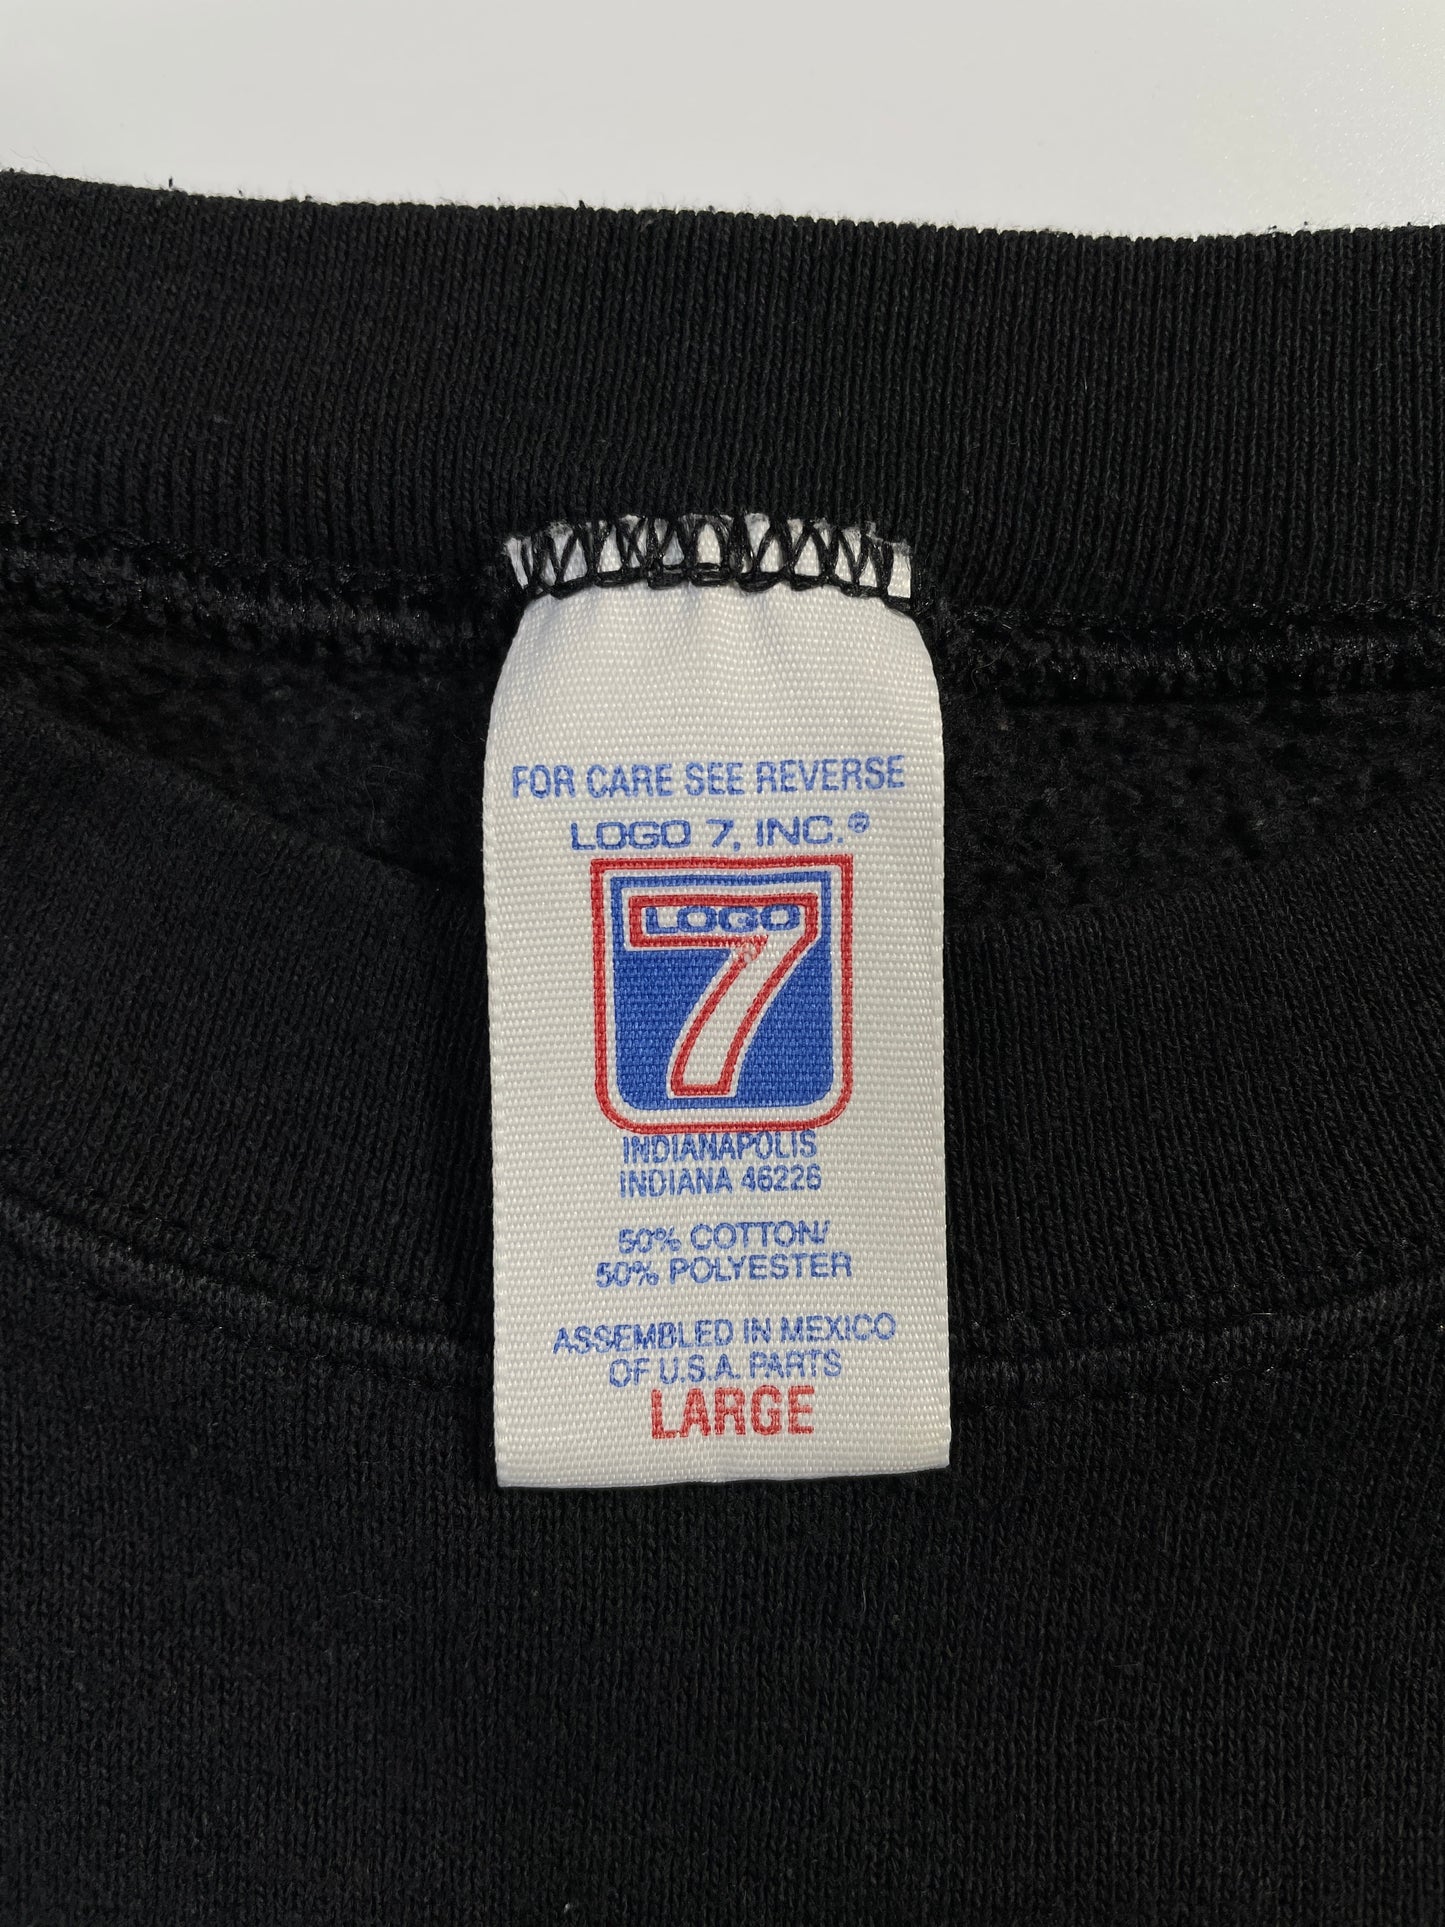 FOR CARE SEE REVERSE
LOGO 7, INC.®
LOGO
7
INDIANAPOLIS
INDIANA 46226
50% COTTON/
50% POLYESTER
ASSEMBLED IN MEXICO
OF U.S.A. PARTS
LARGE